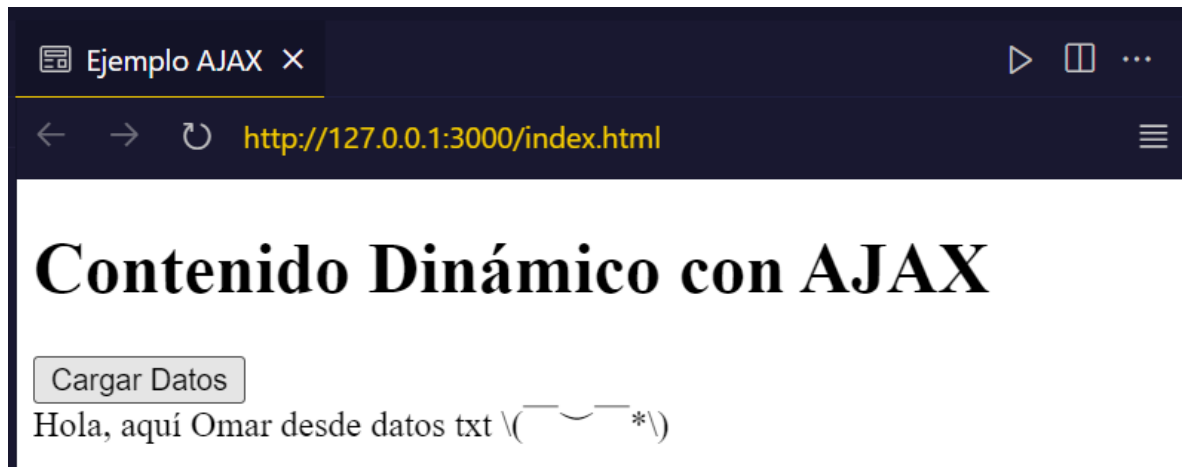 Ejemplo AJAX
http://127.0.0.1:3000/index.html
Contenido Dinámico con AJAX
Cargar Datos
Hola, aquí Omar desde datos txt \(￣︶￣*\)